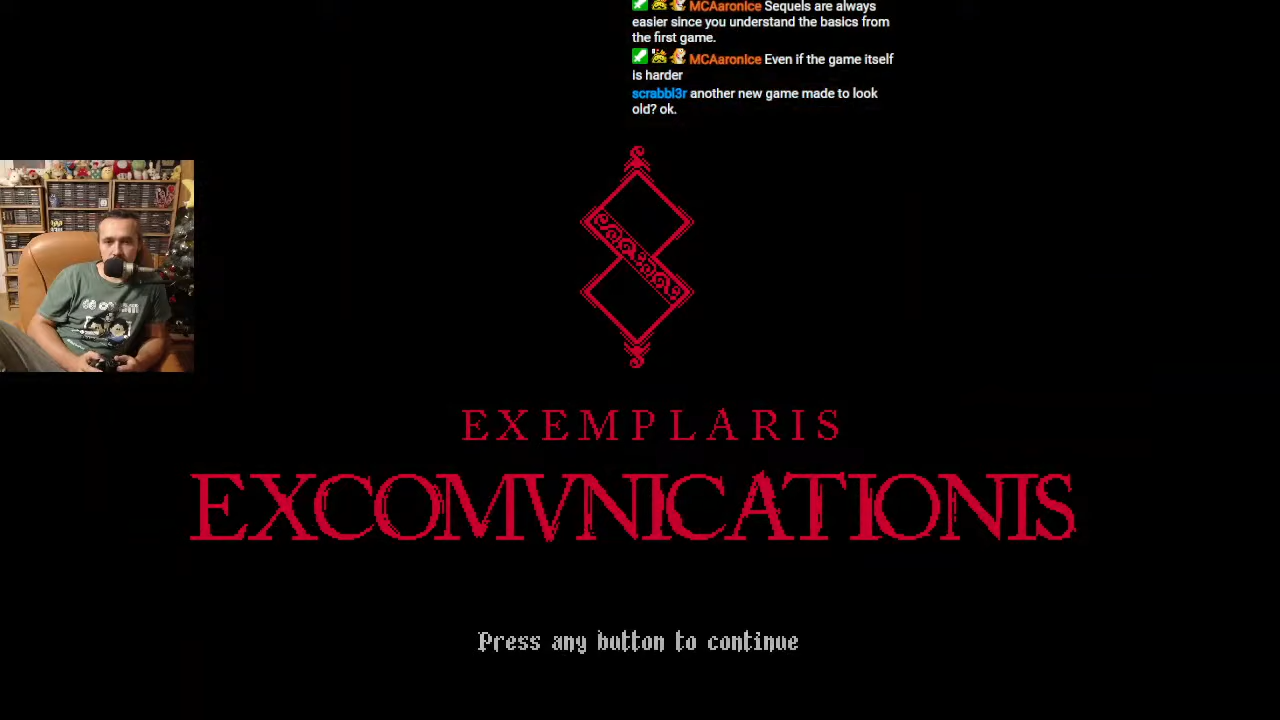 MCAaronIce Sequels are always
easier since you understand the basics from
the first game.
MCAaronIce Even if the game itself
is harder
scrabbl3r another new game made to look
old? ok.
EXEMPLARIS
EXCOMVNICATIONIS
Press any button to continue